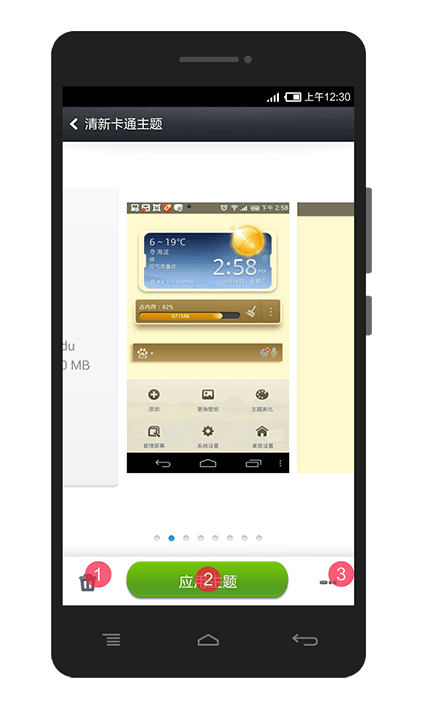 上午12:30
清新卡通主题
下午 2:58
6 ~ 19°C
海淀
晴
2:58 PM
占内存: 82%
571MB
du
0 MB
添加
更换壁纸
主题美化
管理屏幕
系统设置
桌面设置
1
应用主题
2
3